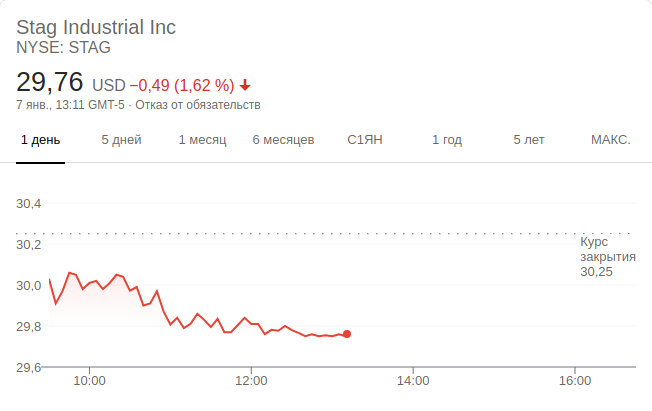 Stag Industrial Inc
NYSE: STAG
29,76 USD −0,49 (1,62 %)
7 янв., 13:11 GMT-5 · Отказ от обязательств
1 день 5 дней 1 месяц 6 месяцев С1ЯН 1 год 5 лет МАКС.
30,4
30,2
30,0
29,8
29,6
Курс
закрытия
30,25
10:00 12:00 14:00 16:00